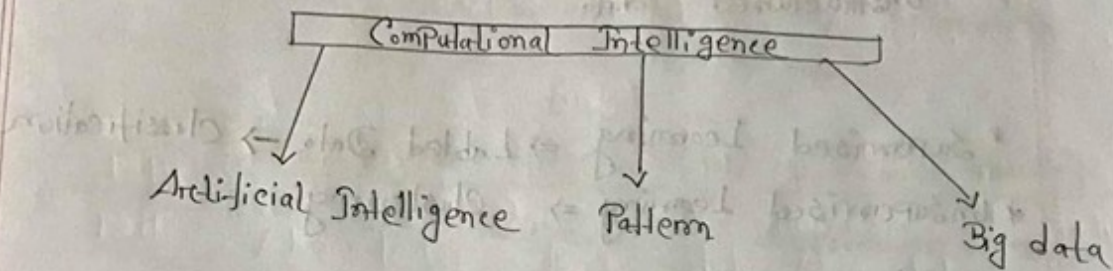 Computational Intelligence
Artificial Intelligence
Pattern
Big data